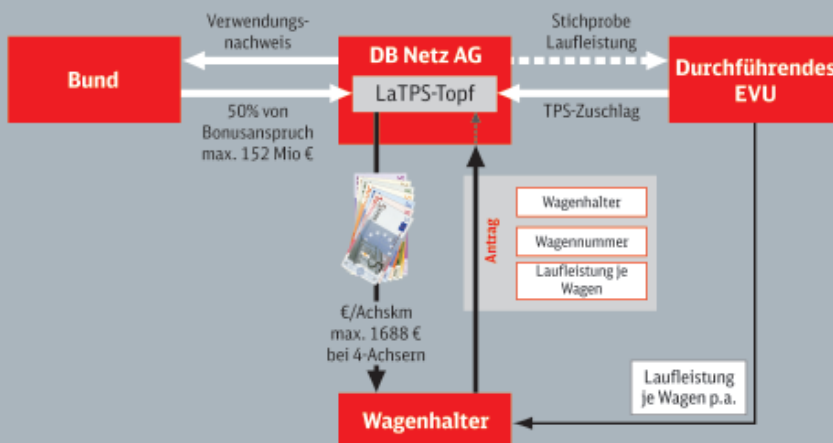 Verwendungs-
nachweis
Stichprobe
Laufleistung
Bund
DB Netz AG
LaTPS-Topf
Durchführendes
EVU
50% von
Bonusanspruch
max. 152 Mio €
TPS-Zuschlag
Antrag
Wagenhalter
Wagennummer
Laufleistung je
Wagen
€/Achskm
max. 1688 €
bei 4-Achsern
Laufleistung
je Wagen p.a.
Wagenhalter